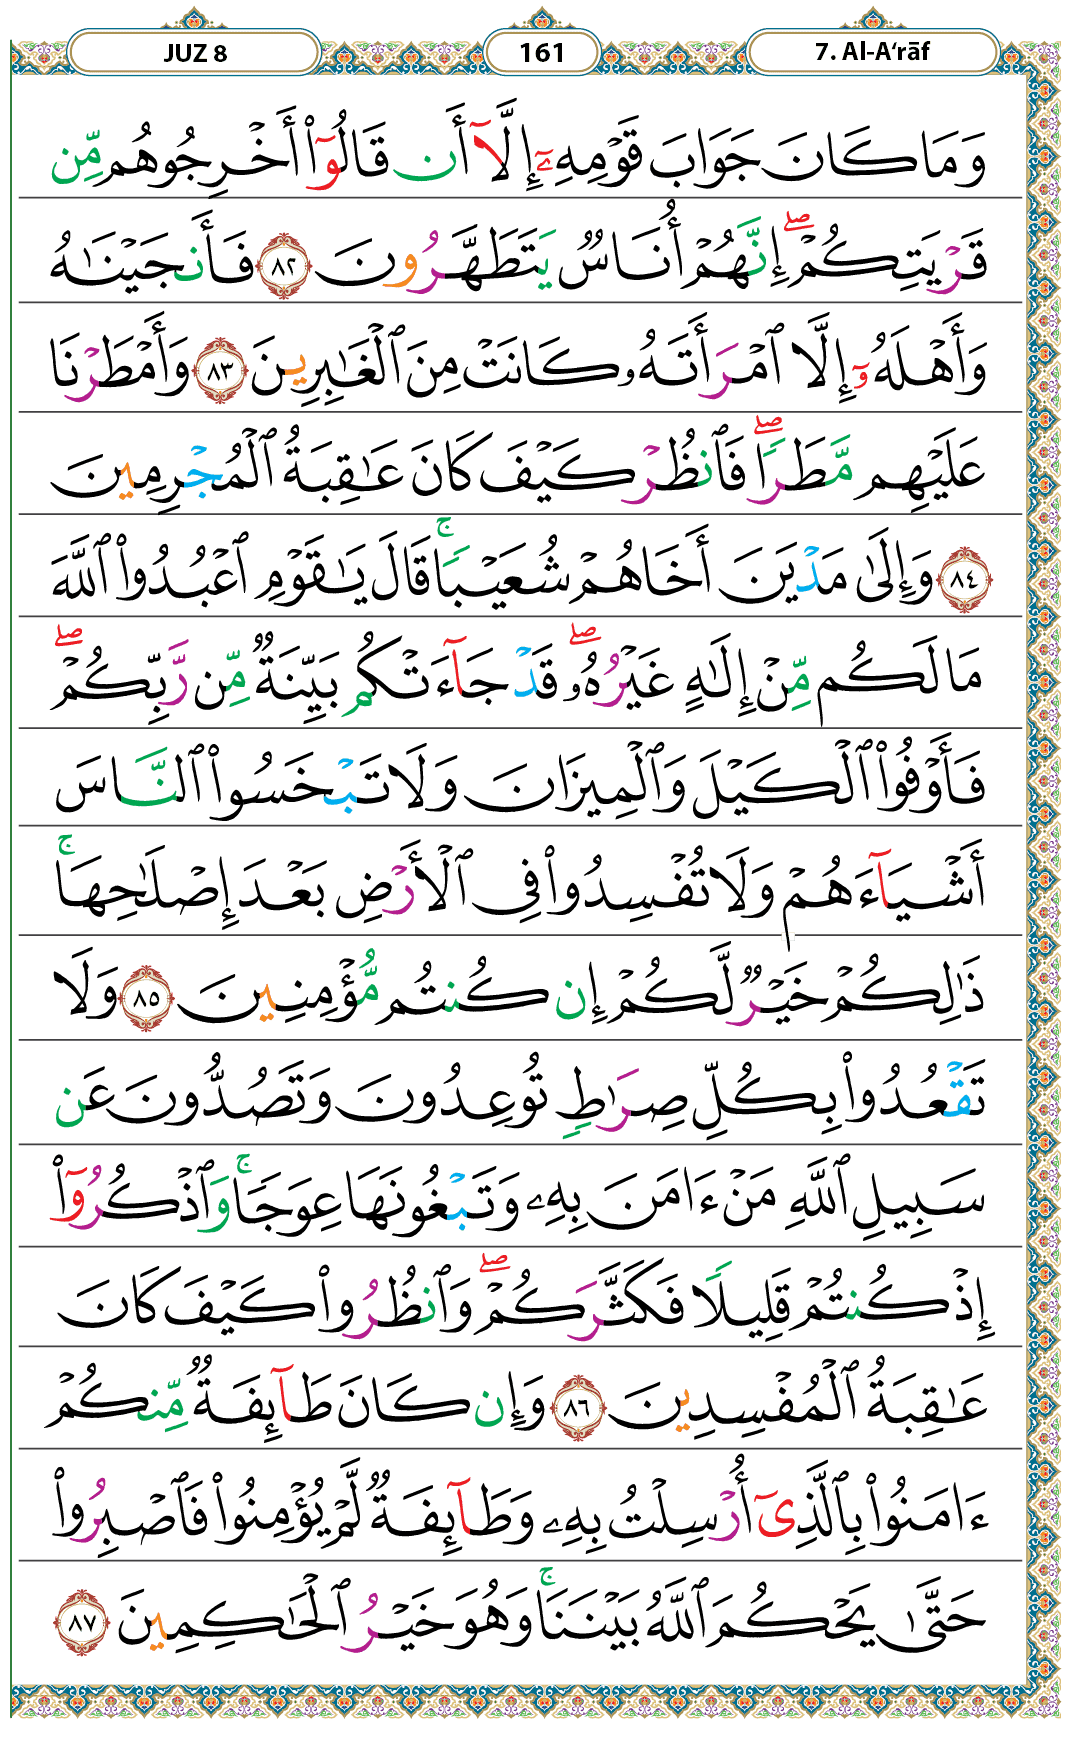 JUZ 8 161 7. Al-A‘rāf
وَمَا كَانَ جَوَابَ قَوْمِهِۦٓ إِلَّآ أَن قَالُوٓا۟ أَخْرِجُوهُم مِّن
قَرْيَتِكُمْ ۖ إِنَّهُمْ أُنَاسٌ يَتَطَهَّرُونَ ٨٢ فَأَنجَيْنَـٰهُ
وَأَهْلَهُۥٓ إِلَّا ٱمْرَأَتَهُۥ كَانَتْ مِنَ ٱلْغَـٰبِرِينَ ٨٣ وَأَمْطَرْنَا
عَلَيْهِم مَّطَرًا ۖ فَٱنظُرْ كَيْفَ كَانَ عَـٰقِبَةُ ٱلْمُجْرِمِينَ
٨٤ وَإِلَىٰ مَدْيَنَ أَخَاهُمْ شُعَيْبًا ۚ قَالَ يَـٰقَوْمِ ٱعْبُدُوا۟ ٱللَّهَ
مَا لَكُم مِّنْ إِلَـٰهٍ غَيْرُهُۥ ۖ قَدْ جَآءَتْكُم بَيِّنَةٌ مِّن رَّبِّكُمْ ۖ
فَأَوْفُوا۟ ٱلْكَيْلَ وَٱلْمِيزَانَ وَلَا تَبْخَسُوا۟ ٱلنَّاسَ
أَشْيَآءَهُمْ وَلَا تُفْسِدُوا۟ فِى ٱلْأَرْضِ بَعْدَ إِصْلَـٰحِهَا ۚ
ذَٰلِكُمْ خَيْرٌ لَّكُمْ إِن كُنتُم مُّؤْمِنِينَ ٨٥ وَلَا
تَقْعُدُوا۟ بِكُلِّ صِرَٰطٍ تُوعِدُونَ وَتَصُدُّونَ عَن
سَبِيلِ ٱللَّهِ مَنْ ءَامَنَ بِهِۦ وَتَبْغُونَهَا عِوَجًا ۚ وَٱذْكُرُوٓا۟
إِذْ كُنتُمْ قَلِيلًا فَكَثَّرَكُمْ ۖ وَٱنظُرُوا۟ كَيْفَ كَانَ
عَـٰقِبَةُ ٱلْمُفْسِدِينَ ٨٦ وَإِن كَانَ طَآئِفَةٌ مِّنكُمْ
ءَامَنُوا۟ بِٱلَّذِىٓ أُرْسِلْتُ بِهِۦ وَطَآئِفَةٌ لَّمْ يُؤْمِنُوا۟ فَٱصْبِرُوا۟
حَتَّىٰ يَحْكُمَ ٱللَّهُ بَيْنَنَا ۚ وَهُوَ خَيْرُ ٱلْحَـٰكِمِينَ ٨٧